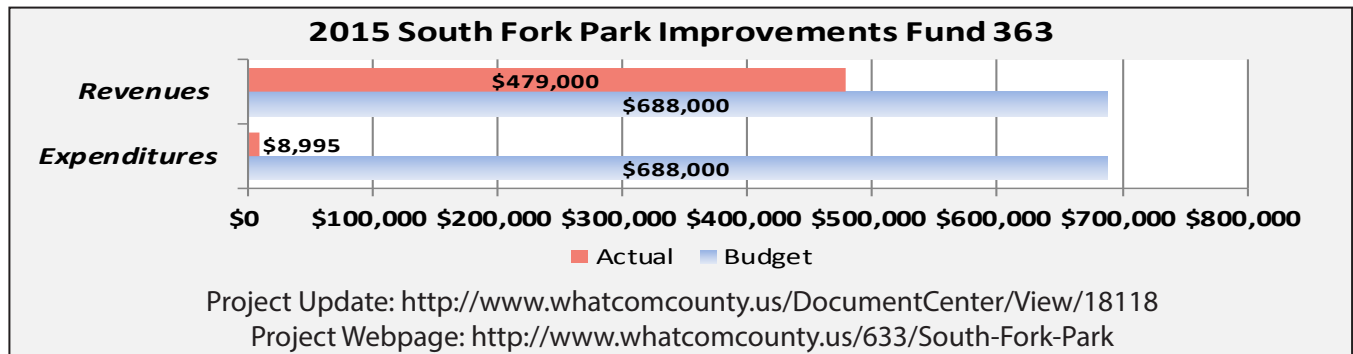 2015 South Fork Park Improvements Fund 363
Revenues
$479,000
$688,000
Expenditures
$8,995
$688,000
$0 $100,000 $200,000 $300,000 $400,000 $500,000 $600,000 $700,000 $800,000
Actual Budget
Project Update: http://www.whatcomcounty.us/DocumentCenter/View/18118
Project Webpage: http://www.whatcomcounty.us/633/South-Fork-Park